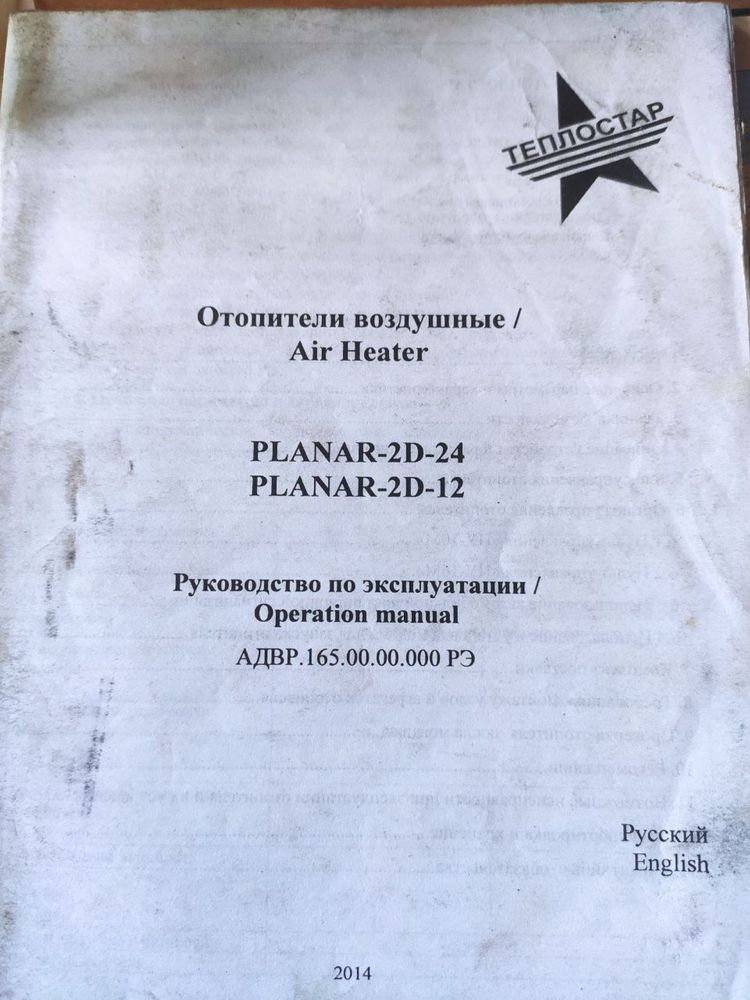 ТЕПЛОСТАР
Отопители воздушные /
Air Heater
PLANAR-2D-24
PLANAR-2D-12
Руководство по эксплуатации /
Operation manual
АДВР.165.00.00.000 РЭ
Русский
English
2014